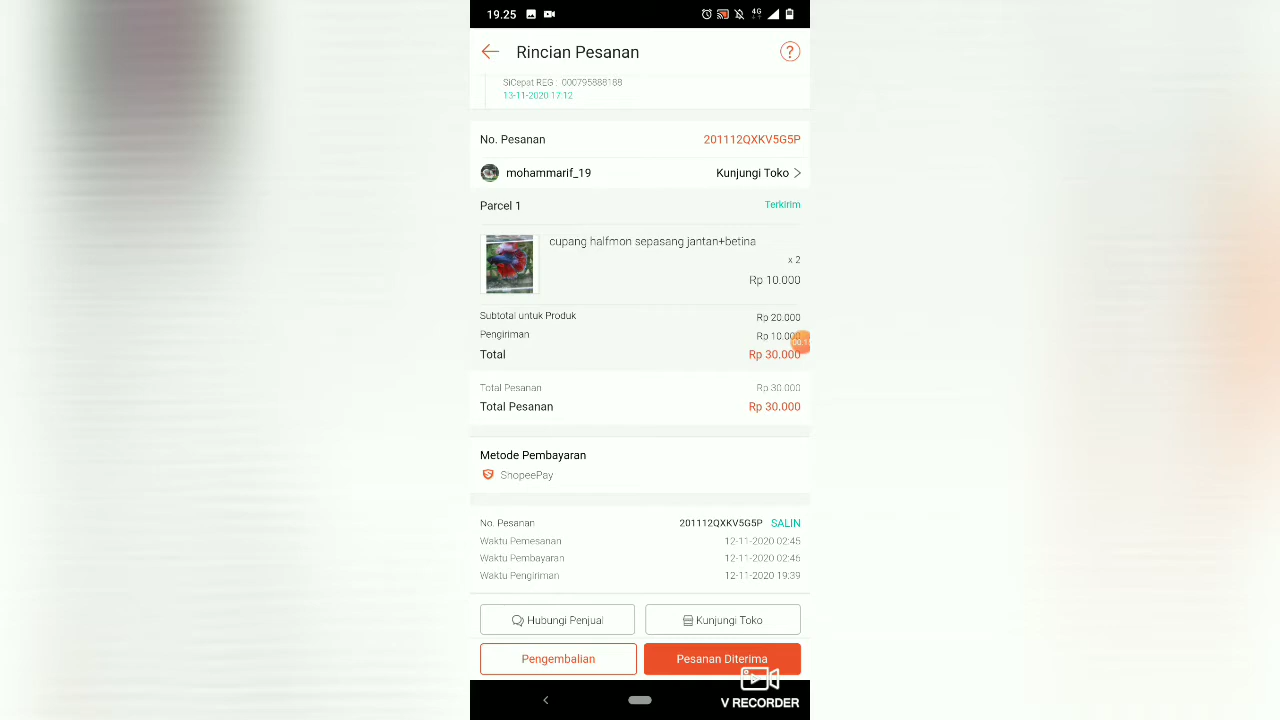 19.25
4G
Rincian Pesanan
?
SiCepat REG : 000795888188
13-11-2020 17:12
No. Pesanan 201112QXKV5G5P
mohammarif_19 Kunjungi Toko
Parcel 1 Terkirim
cupang halfmon sepasang jantan+betina
x 2
Rp 10.000
Subtotal untuk Produk Rp 20.000
Pengiriman Rp 10.000
Total Rp 30.000
Total Pesanan Rp 30.000
Total Pesanan Rp 30.000
Metode Pembayaran
ShopeePay
No. Pesanan 201112QXKV5G5P SALIN
Waktu Pemesanan 12-11-2020 02:45
Waktu Pembayaran 12-11-2020 02:46
Waktu Pengiriman 12-11-2020 19:39
Hubungi Penjual Kunjungi Toko
Pengembalian Pesanan Diterima
V RECORDER